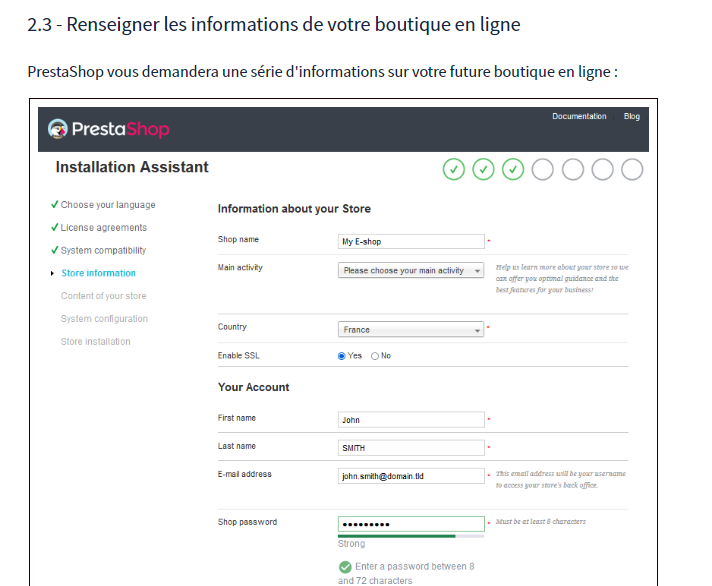 2.3 - Renseigner les informations de votre boutique en ligne
PrestaShop vous demandera une série d'informations sur votre future boutique en ligne :
PrestaShop
Documentation Blog
Installation Assistant
Choose your language
License agreements
System compatibility
Store information
Content of your store
System configuration
Store installation
Information about your Store
Shop name My E-shop *
Main activity Please choose your main activity
Help us learn more about your store so we
can offer you optimal guidance and the
best features for your business!
Country France *
Enable SSL Yes No
Your Account
First name John *
Last name SMITH *
E-mail address john.smith@domain.tld * This email address will be your username
to access your store's back office.
Shop password ●●●●●●●●● * Must be at least 8 characters
Strong
Enter a password between 8
and 72 characters